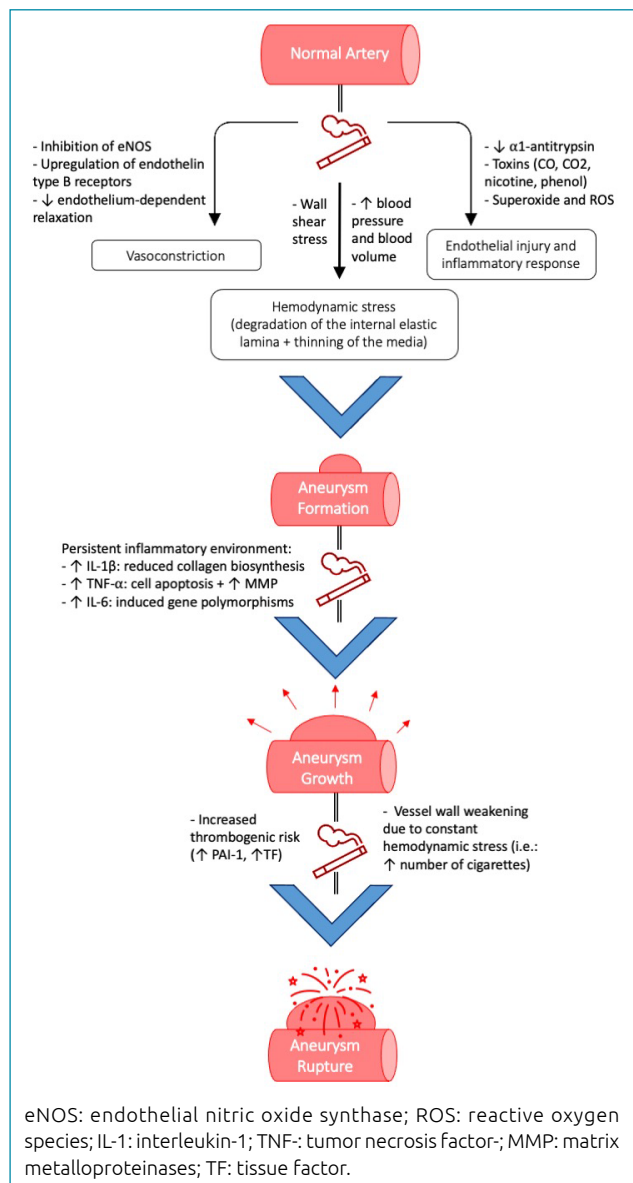 Normal Artery
- Inhibition of eNOS
- Upregulation of endothelin
type B receptors
- ↓ endothelium-dependent
relaxation
- Wall
shear
stress
- ↑ blood
pressure
and blood
volume
- ↓ α1-antitrypsin
- Toxins (CO, CO2,
nicotine, phenol)
- Superoxide and ROS
Vasoconstriction
Endothelial injury and
inflammatory response
Hemodynamic stress
(degradation of the internal elastic
lamina + thinning of the media)
Aneurysm
Formation
Persistent inflammatory environment:
- ↑ IL-1β: reduced collagen biosynthesis
- ↑ TNF-α: cell apoptosis + ↑ MMP
- ↑ IL-6: induced gene polymorphisms
Aneurysm
Growth
- Increased
thrombogenic risk
(↑ PAI-1, ↑TF)
- Vessel wall weakening
due to constant
hemodynamic stress (i.e.:
↑ number of cigarettes)
Aneurysm
Rupture
eNOS: endothelial nitric oxide synthase; ROS: reactive oxygen
species; IL-1: interleukin-1; TNF-: tumor necrosis factor-; MMP: matrix
metalloproteinases; TF: tissue factor.